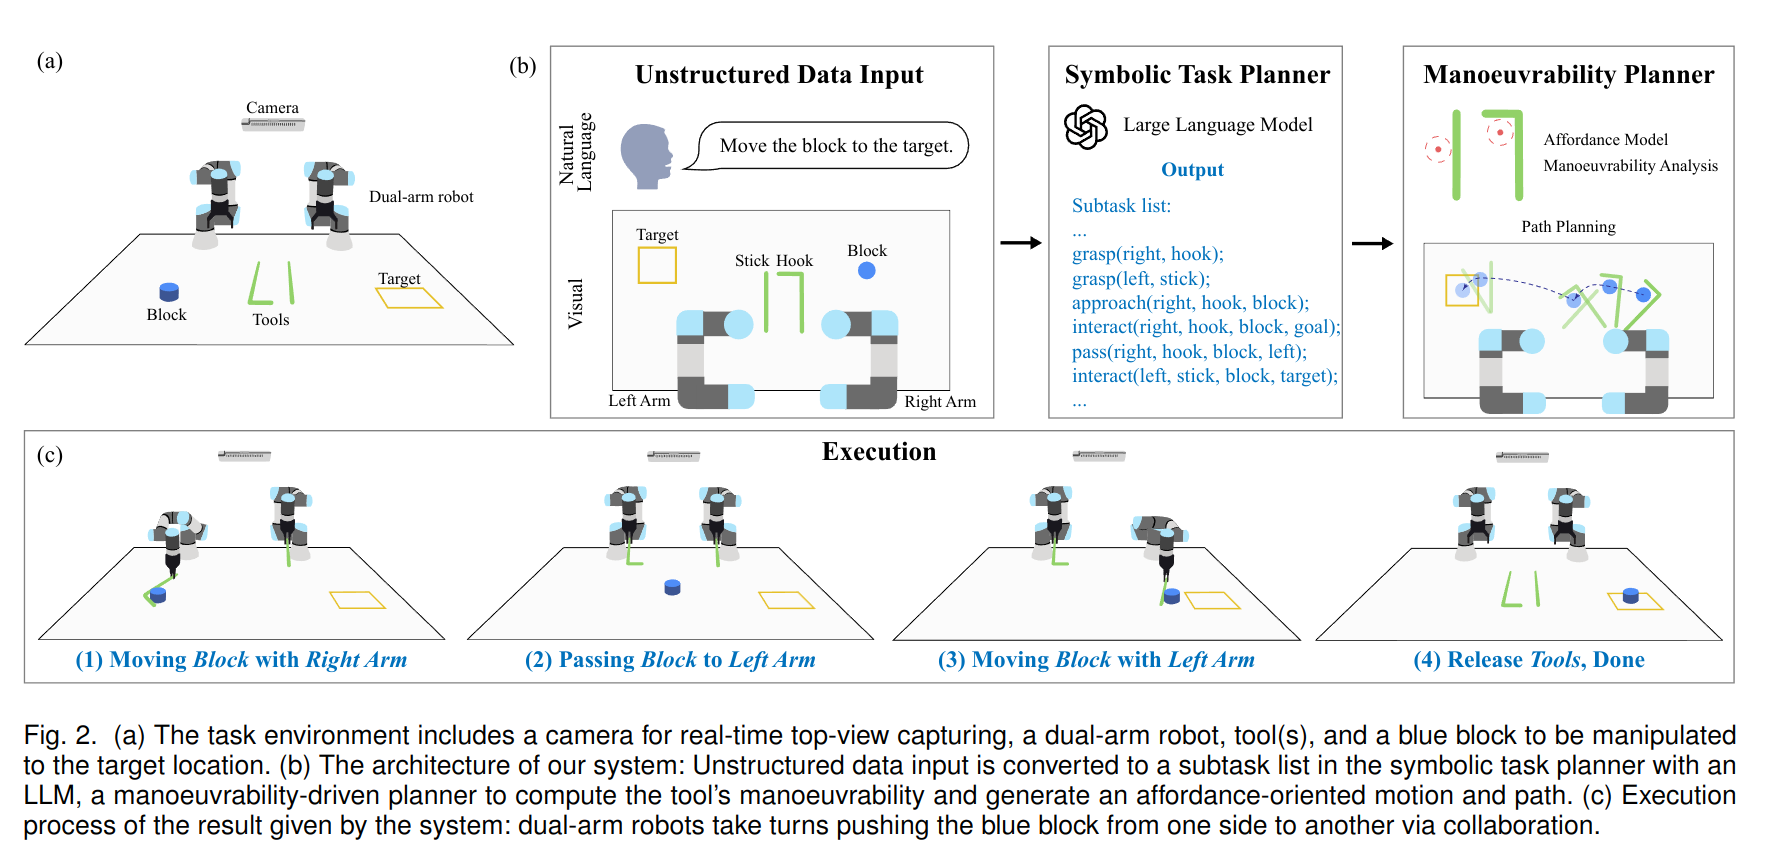 (a)
Camera
Dual-arm robot
Target
Block
Tools
(b)
Unstructured Data Input
Natural
Language
Move the block to the target.
Visual
Target
Stick Hook
Block
Left Arm
Right Arm
Symbolic Task Planner
Large Language Model
Output
Subtask list:
...
grasp(right, hook);
grasp(left, stick);
approach(right, hook, block);
interact(right, hook, block, goal);
pass(right, hook, block, left);
interact(left, stick, block, target);
...
Manoeuvrability Planner
Affordance Model
Manoeuvrability Analysis
Path Planning
(c)
Execution
(1) Moving Block with Right Arm
(2) Passing Block to Left Arm
(3) Moving Block with Left Arm
(4) Release Tools, Done
Fig. 2. (a) The task environment includes a camera for real-time top-view capturing, a dual-arm robot, tool(s), and a blue block to be manipulated
to the target location. (b) The architecture of our system: Unstructured data input is converted to a subtask list in the symbolic task planner with an
LLM, a manoeuvrability-driven planner to compute the tool's manoeuvrability and generate an affordance-oriented motion and path. (c) Execution
process of the result given by the system: dual-arm robots take turns pushing the blue block from one side to another via collaboration.